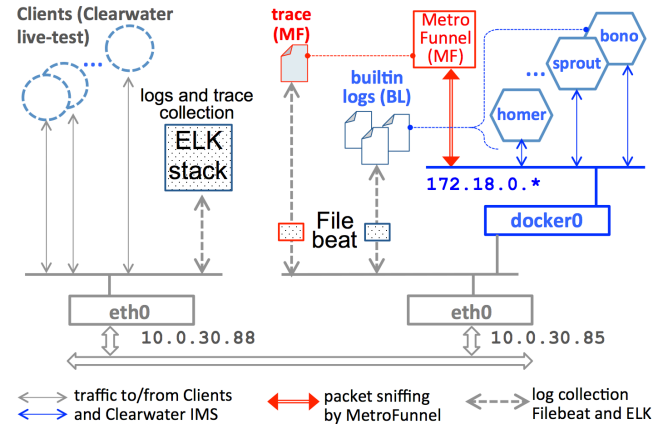 Clients (Clearwater
live-test)
...
logs and trace
collection
ELK
stack
trace
(MF)
Metro
Funnel
(MF)
builtin
logs (BL)
bono
sprout
...
homer
172.18.0.*
docker0
File
beat
eth0
10.0.30.88
eth0
10.0.30.85
traffic to/from Clients
and Clearwater IMS
packet sniffing
by MetroFunnel
log collection
Filebeat and ELK